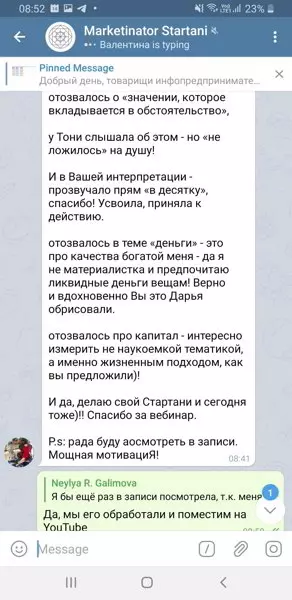 08:52
23%
Marketinator Startani
Валентина is typing
Pinned Message
Добрый день, товарищи инфопредпринимате...
отозвалось о «значении, которое
вкладывается в обстоятельство»,
у Тони слышала об этом - но «не
ложилось» на душу!
И в Вашей интерпретации -
прозвучало прям «в десятку»,
спасибо! Усвоила, приняла к
действию.
отозвалось в теме «деньги» - это
про качества богатой меня - да я
не материалистка и предпочитаю
ликвидные деньги вещам! Верно
и вдохновенно Вы это Дарья
обрисовали.
отозвалось про капитал - интересно
измерить не наукоемкой тематикой,
а именно жизненным подходом, как
вы предложили)!
И да, делаю свой Стартани и сегодня
тоже)!! Спасибо за вебинар.
P.s: рада буду аосмотреть в записи.
Мощная мотивациЯ!
08:41
Neylya R. Galimova
Я бы ещё раз в записи посмотрела, т.к. меня
1
Да, мы его обработали и поместим на
YouTube
Message